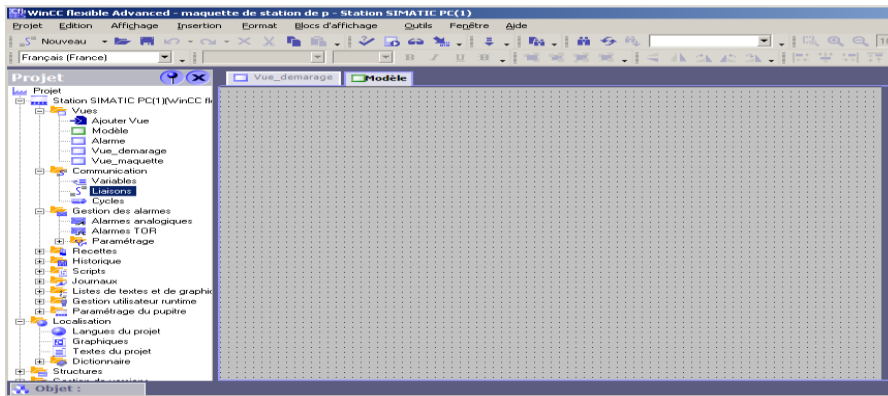 WinCC flexible Advanced - maquette de station de p - Station SIMATIC PC(1)
Projet Edition Affichage Insertion Format Blocs d'affichage Outils Fenêtre Aide
Nouveau
Français (France)
Projet
Vue_demarage Modèle
Projet
Station SIMATIC PC(1)(WinCC fl
Vues
Ajouter Vue
Modèle
Alarme
Vue_demarage
Vue_maquette
Communication
Variables
Liaisons
Cycles
Gestion des alarmes
Alarmes analogiques
Alarmes TOR
Paramétrage
Recettes
Historique
Scripts
Journaux
Listes de textes et de graphic
Gestion utilisateur runtime
Paramétrage du pupitre
Localisation
Langues du projet
Graphiques
Textes du projet
Dictionnaire
Structures
Gestion de versions
Objet :